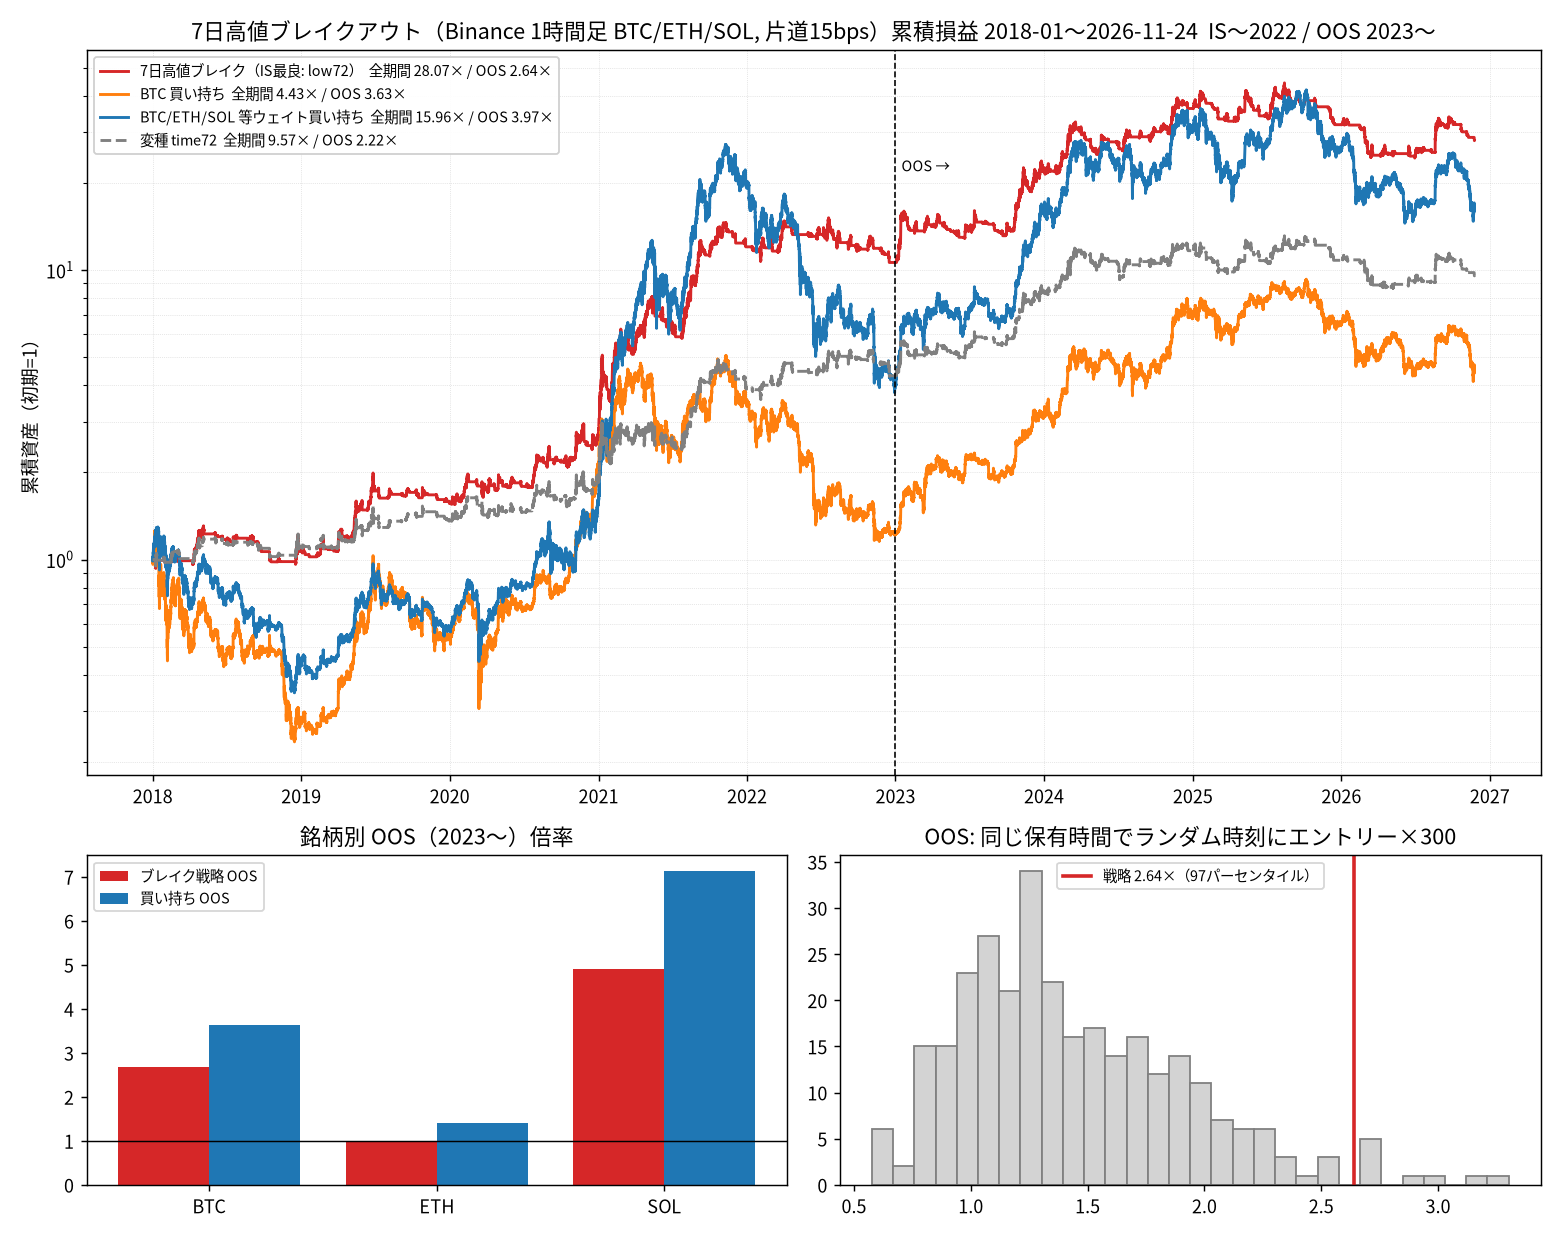 7日高値ブレイクアウト（Binance 1時間足 BTC/ETH/SOL, 片道15bps）累積損益 2018-01～2026-11-24 IS～2022 / OOS 2023～
7日高値ブレイク（IS最良: low72） 全期間 28.07× / OOS 2.64×
BTC 買い持ち 全期間 4.43× / OOS 3.63×
BTC/ETH/SOL 等ウェイト買い持ち 全期間 15.96× / OOS 3.97×
変種 time72 全期間 9.57× / OOS 2.22×
OOS →
累積資産（初期=1）
10¹
10⁰
2018 2019 2020 2021 2022 2023 2024 2025 2026 2027
銘柄別 OOS（2023～）倍率
ブレイク戦略 OOS
買い持ち OOS
7
6
5
4
3
2
1
0
BTC ETH SOL
OOS: 同じ保有時間でランダム時刻にエントリー×300
戦略 2.64×（97パーセンタイル）
35
30
25
20
15
10
5
0
0.5 1.0 1.5 2.0 2.5 3.0